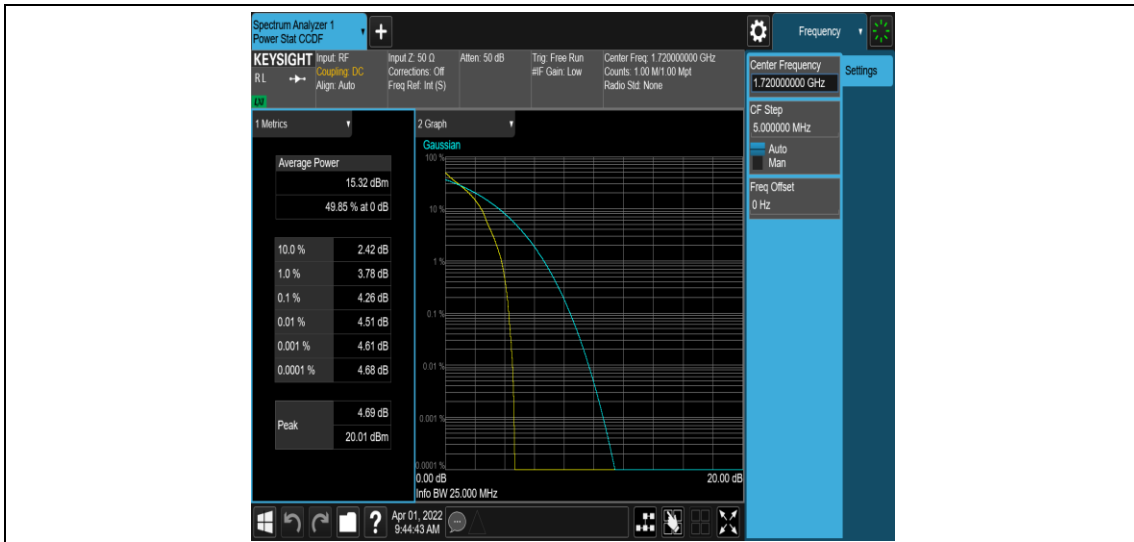 Spectrum Analyzer 1
Power Stat CCDF
+
Frequency
KEYSIGHT
RL
LXI
Input: RF
Coupling: DC
Align: Auto
Input Z: 50 Ω
Corrections: Off
Freq Ref: Int (S)
Atten: 50 dB
Trig: Free Run
#IF Gain: Low
Center Freq: 1.720000000 GHz
Counts: 1.00 M/1.00 Mpt
Radio Std: None
Center Frequency
1.720000000 GHz
Settings
CF Step
5.000000 MHz
Auto
Man
Freq Offset
0 Hz
1 Metrics
Average Power
15.32 dBm
49.85 % at 0 dB
10.0 % 2.42 dB
1.0 % 3.78 dB
0.1 % 4.26 dB
0.01 % 4.51 dB
0.001 % 4.61 dB
0.0001 % 4.68 dB
Peak
4.69 dB
20.01 dBm
2 Graph
Gaussian
100 %
10 %
1 %
0.1 %
0.01 %
0.001 %
0.0001 %
0.00 dB 20.00 dB
Info BW 25.000 MHz
?
Apr 01, 2022
9:44:43 AM